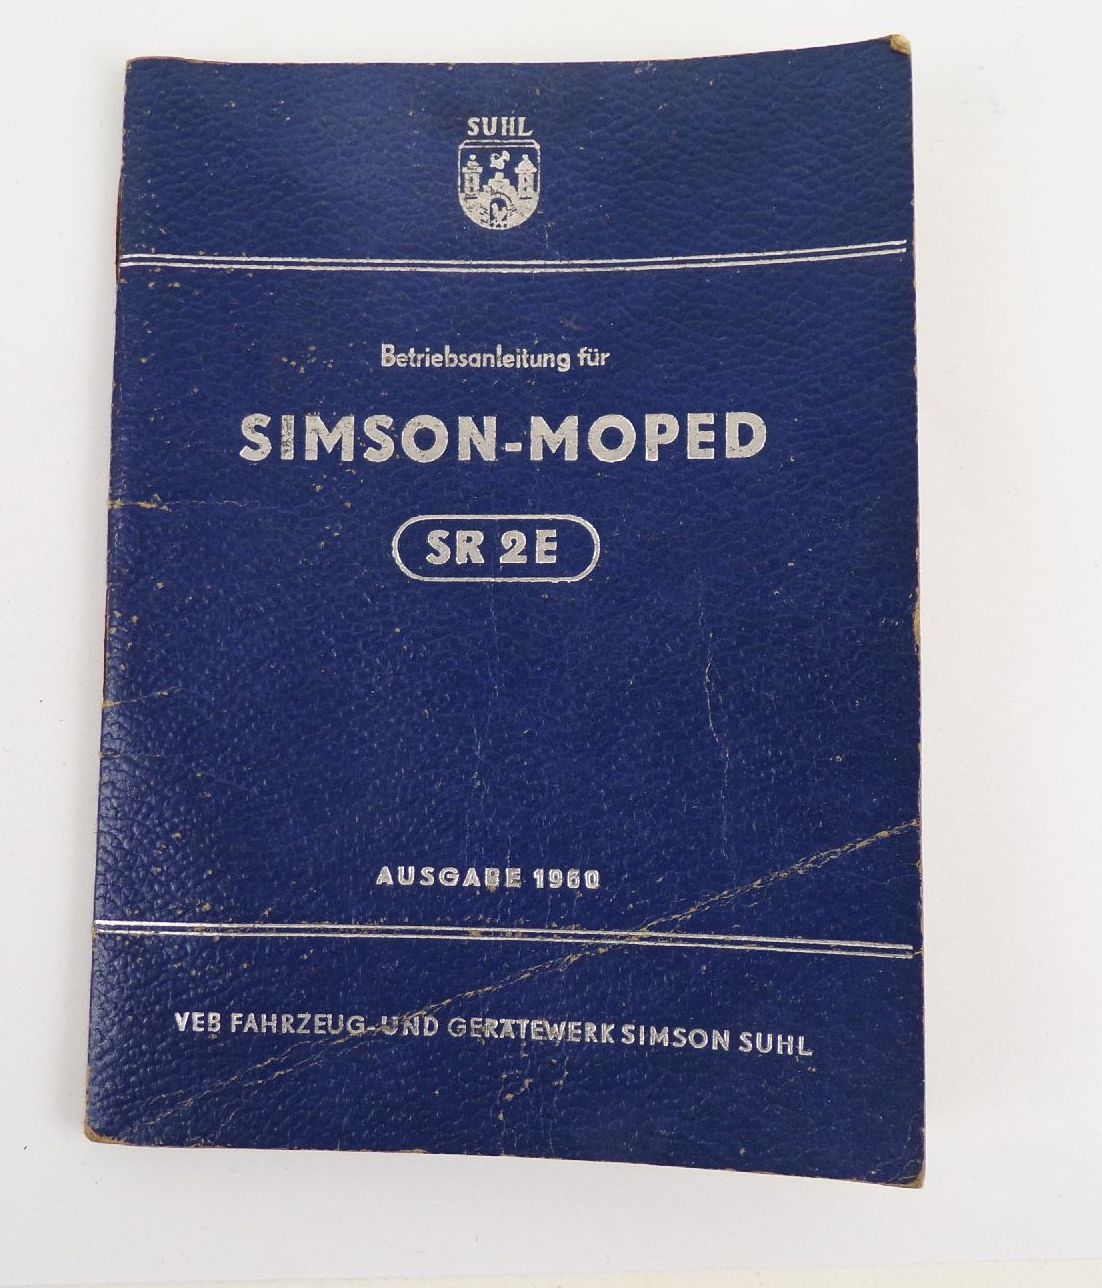 SUHL
Betriebsanleitung für
SIMSON-MOPED
SR 2E
AUSGABE 1960
VEB FAHRZEUG-UND GERÄTEWERK SIMSON SUHL